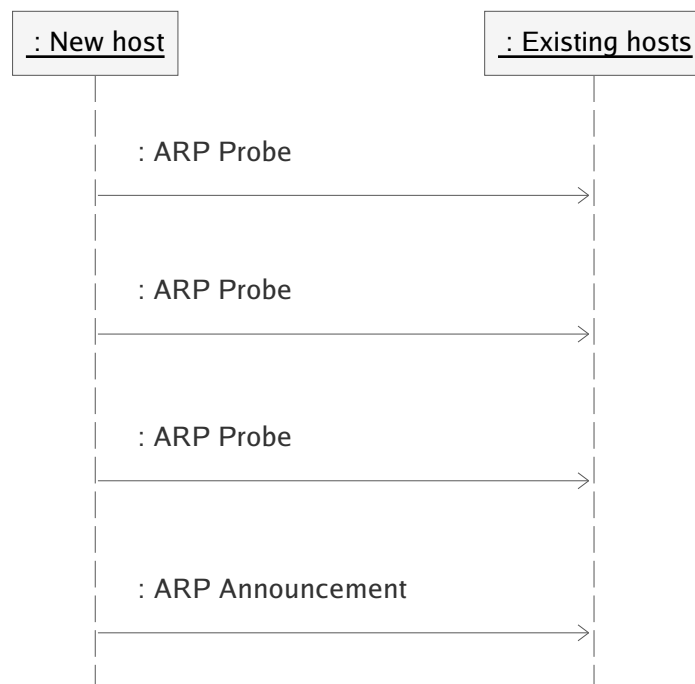 : New host
: Existing hosts
: ARP Probe
: ARP Probe
: ARP Probe
: ARP Announcement